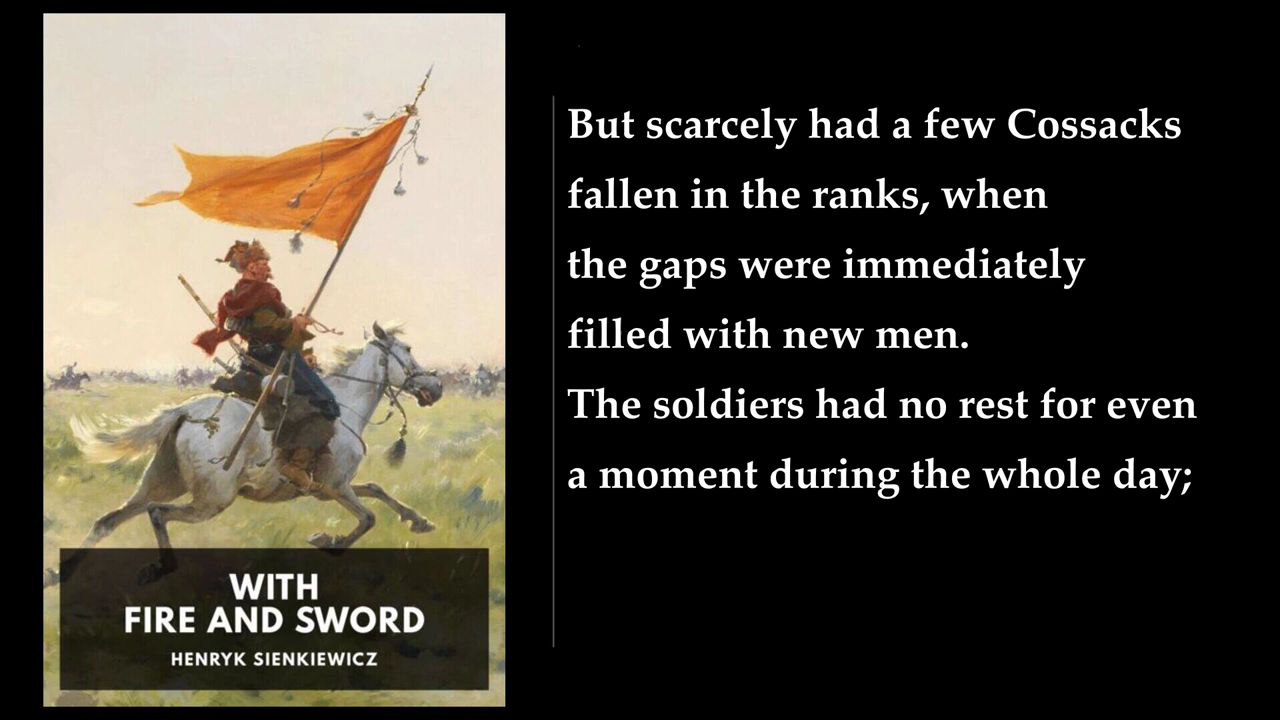 But scarcely had a few Cossacks
fallen in the ranks, when
the gaps were immediately
filled with new men.
The soldiers had no rest for even
a moment during the whole day;
WITH
FIRE AND SWORD
HENRYK SIENKIEWICZ